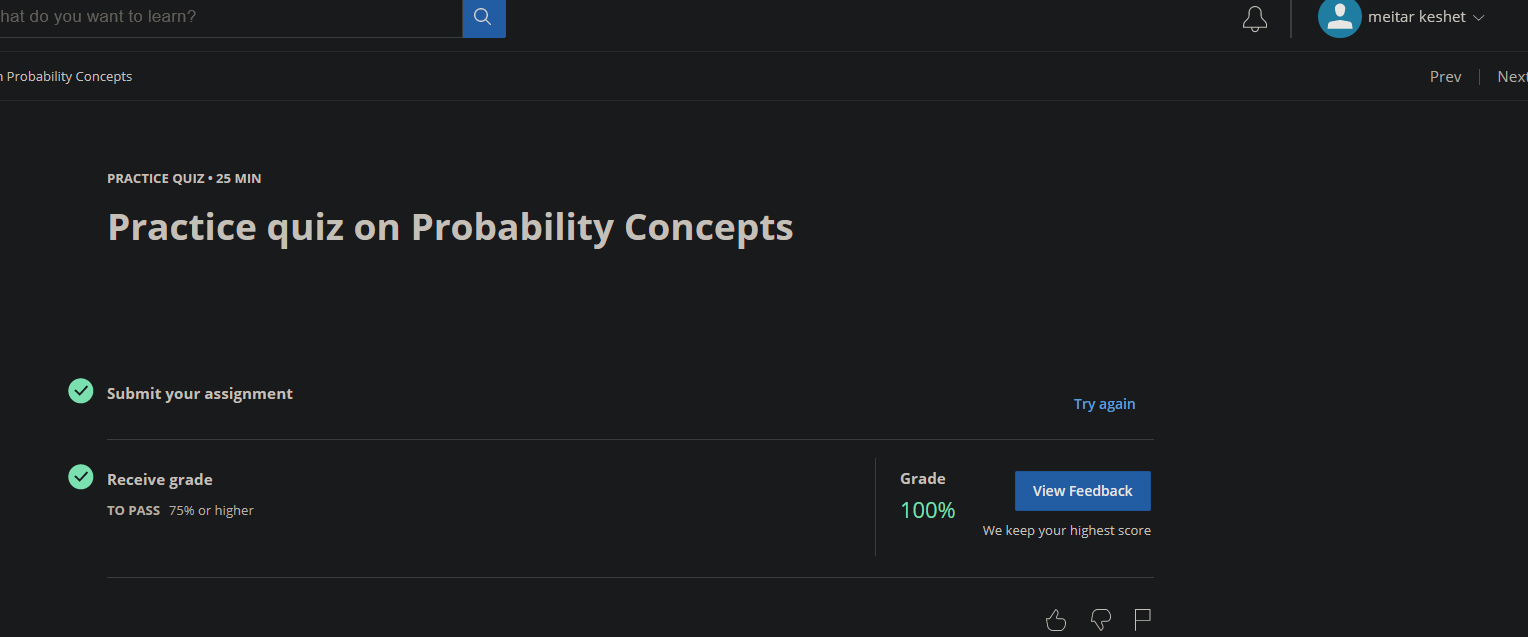 hat do you want to learn?
meitar keshet
n Probability Concepts
Prev
Next
PRACTICE QUIZ • 25 MIN
Practice quiz on Probability Concepts
Submit your assignment
Try again
Receive grade
TO PASS 75% or higher
Grade
100%
View Feedback
We keep your highest score